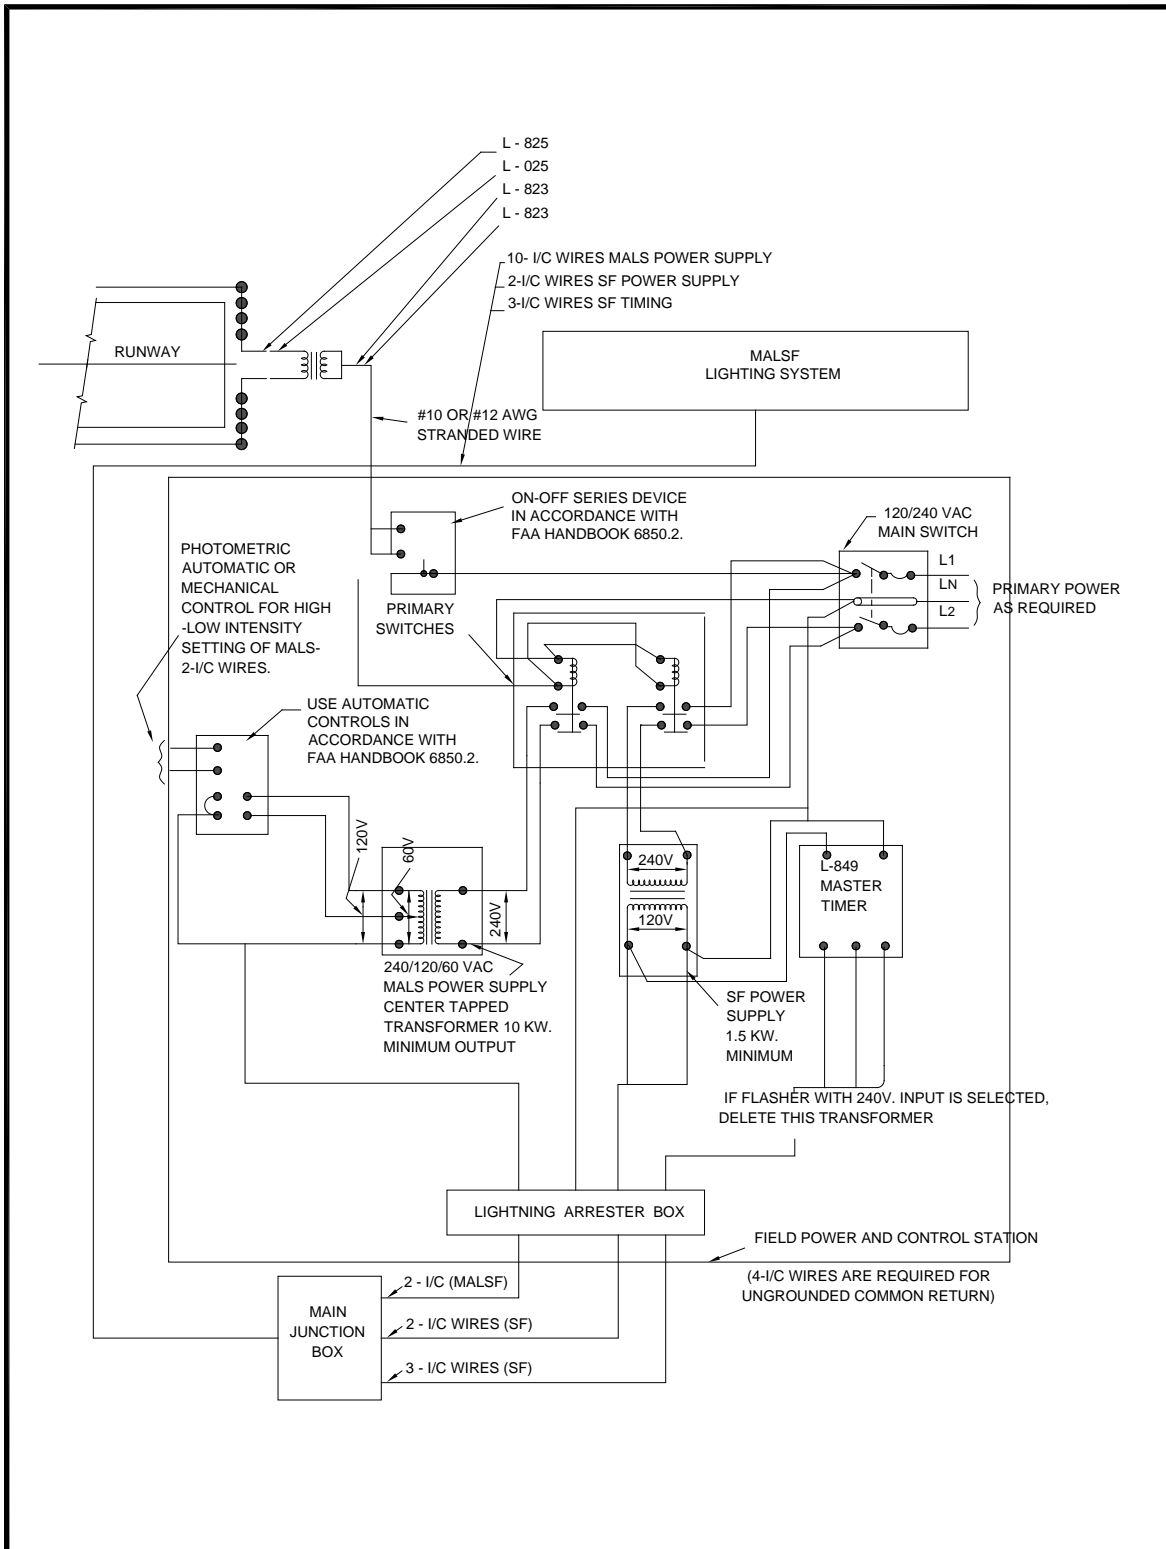 L - 825
L - 025
L - 823
L - 823
10- I/C WIRES MALS POWER SUPPLY
2-I/C WIRES SF POWER SUPPLY
3-I/C WIRES SF TIMING
RUNWAY
MALSF
LIGHTING SYSTEM
#10 OR #12 AWG
STRANDED WIRE
ON-OFF SERIES DEVICE
IN ACCORDANCE WITH
FAA HANDBOOK 6850.2.
120/240 VAC
MAIN SWITCH
L1
LN
L2
PRIMARY POWER
AS REQUIRED
PHOTOMETRIC
AUTOMATIC OR
MECHANICAL
CONTROL FOR HIGH
-LOW INTENSITY
SETTING OF MALS-
2-I/C WIRES.
PRIMARY
SWITCHES
USE AUTOMATIC
CONTROLS IN
ACCORDANCE WITH
FAA HANDBOOK 6850.2.
120V
60V
240V
240V
120V
L-849
MASTER
TIMER
240/120/60 VAC
MALS POWER SUPPLY
CENTER TAPPED
TRANSFORMER 10 KW.
MINIMUM OUTPUT
SF POWER
SUPPLY
1.5 KW.
MINIMUM
IF FLASHER WITH 240V. INPUT IS SELECTED,
DELETE THIS TRANSFORMER
LIGHTNING ARRESTER BOX
FIELD POWER AND CONTROL STATION
(4-I/C WIRES ARE REQUIRED FOR
UNGROUNDED COMMON RETURN)
MAIN
JUNCTION
BOX
2 - I/C (MALSF)
2 - I/C WIRES (SF)
3 - I/C WIRES (SF)